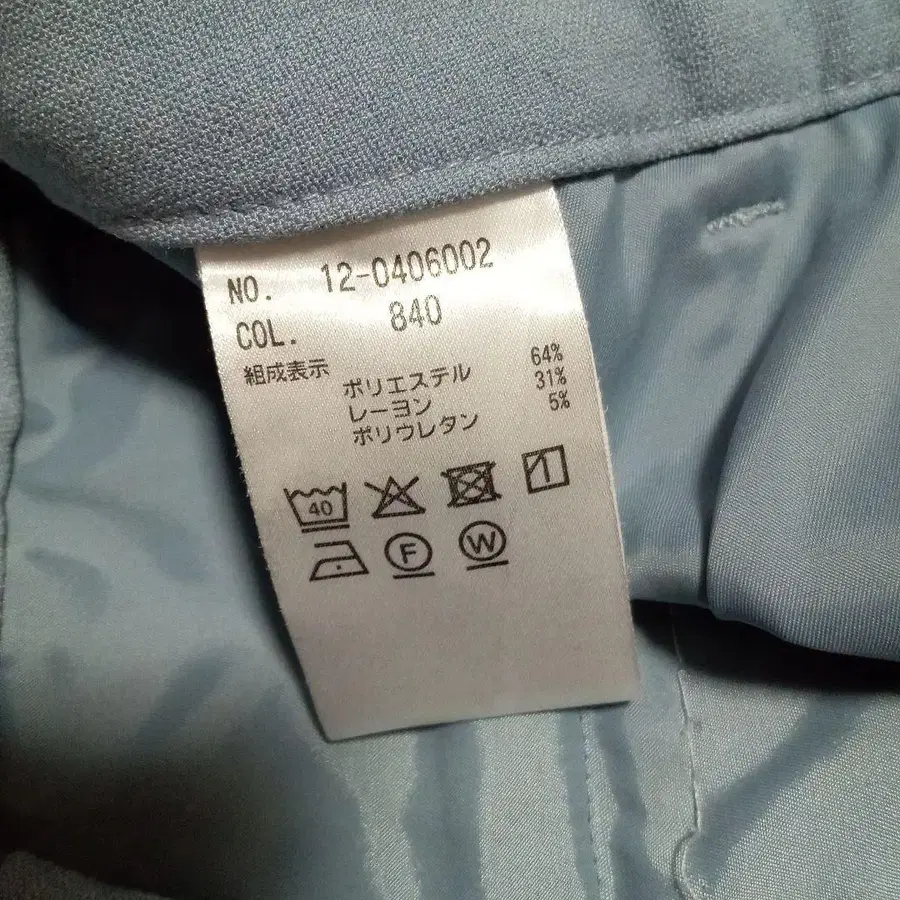 NO. 12-0406002
COL. 840
組成表示
ポリエステル 64%
レーヨン 31%
ポリウレタン 5%
40
F W